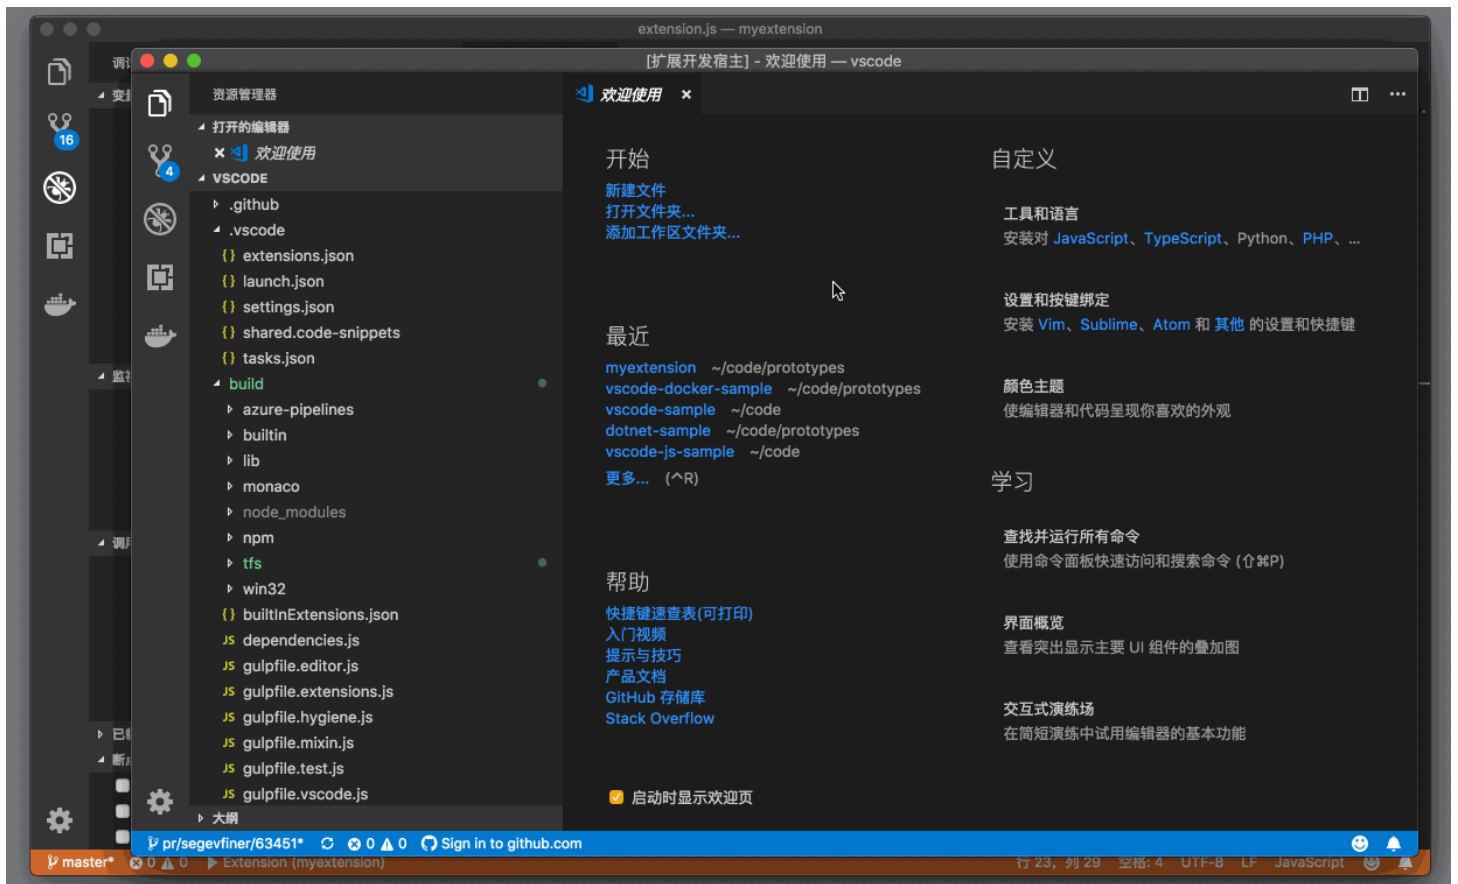 extension.js — myextension
[扩展开发宿主] - 欢迎使用 — vscode
16
4
资源管理器
打开的编辑器
欢迎使用
VSCODE
.github
.vscode
{} extensions.json
{} launch.json
{} settings.json
{} shared.code-snippets
{} tasks.json
build
azure-pipelines
builtin
lib
monaco
node_modules
npm
tfs
win32
{} builtInExtensions.json
JS dependencies.js
JS gulpfile.editor.js
JS gulpfile.extensions.js
JS gulpfile.hygiene.js
JS gulpfile.mixin.js
JS gulpfile.test.js
JS gulpfile.vscode.js
大纲
欢迎使用
开始
新建文件
打开文件夹...
添加工作区文件夹...
最近
myextension ~/code/prototypes
vscode-docker-sample ~/code/prototypes
vscode-sample ~/code
dotnet-sample ~/code/prototypes
vscode-js-sample ~/code
更多... (^R)
帮助
快捷键速查表(可打印)
入门视频
提示与技巧
产品文档
GitHub 存储库
Stack Overflow
启动时显示欢迎页
自定义
工具和语言
安装对 JavaScript、TypeScript、Python、PHP、...
设置和按键绑定
安装 Vim、Sublime、Atom 和 其他 的设置和快捷键
颜色主题
使编辑器和代码呈现你喜欢的外观
学习
查找并运行所有命令
使用命令面板快速访问和搜索命令 (⇧⌘P)
界面概览
查看突出显示主要 UI 组件的叠加图
交互式演练场
在简短演练中试用编辑器的基本功能
pr/segevfiner/63451* 0 0 Sign in to github.com
master* 0 0 Extension (myextension) 行 23，列 29 空格: 4 UTF-8 LF JavaScript